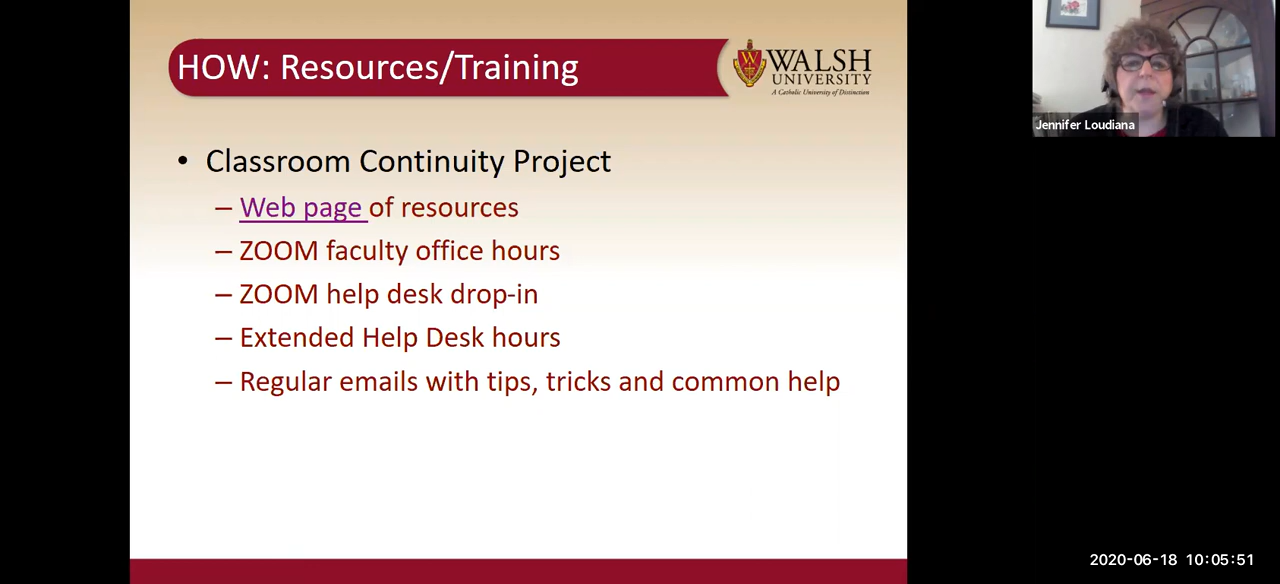 HOW: Resources/Training
WALSH
UNIVERSITY
A Catholic University of Distinction
Jennifer Loudiana
• Classroom Continuity Project
– Web page of resources
– ZOOM faculty office hours
– ZOOM help desk drop-in
– Extended Help Desk hours
– Regular emails with tips, tricks and common help
2020-06-18 10:05:51